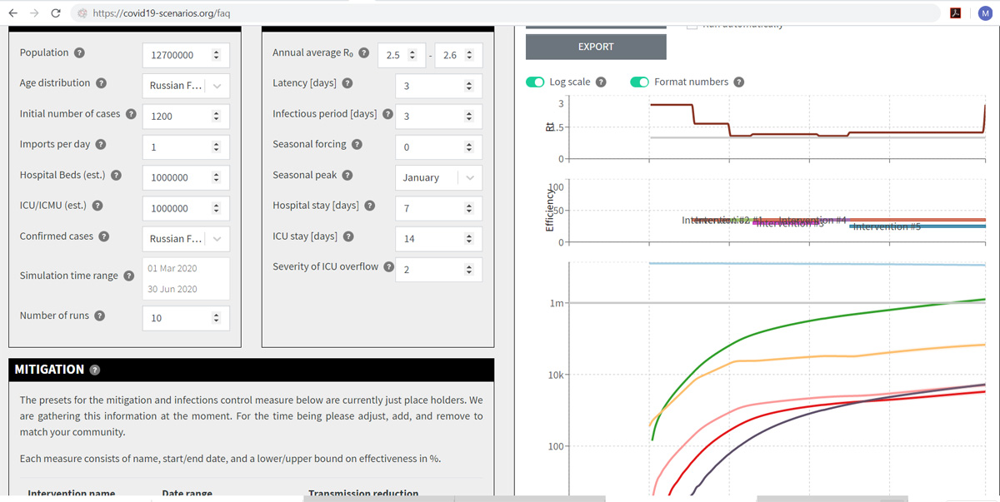 https://covid19-scenarios.org/faq
M
Population ?
12700000
Age distribution ?
Russian F...
Initial number of cases ?
1200
Imports per day ?
1
Hospital Beds (est.) ?
1000000
ICU/ICMU (est.) ?
1000000
Confirmed cases ?
Russian F...
Simulation time range ?
01 Mar 2020
30 Jun 2020
Number of runs ?
10
Annual average R₀ ?
2.5 - 2.6
Latency [days] ?
3
Infectious period [days] ?
3
Seasonal forcing ?
0
Seasonal peak ?
January
Hospital stay [days] ?
7
ICU stay [days] ?
14
Severity of ICU overflow ?
2
MITIGATION ?
The presets for the mitigation and infections control measure below are currently just place holders. We
are gathering this information at the moment. For the time being please adjust, add, and remove to
match your community.
Each measure consists of name, start/end date, and a lower/upper bound on effectiveness in %.
Intervention name Date range Transmission reduction
Run automatically
EXPORT
Log scale ?
Format numbers ?
Rt
3
1.5
0
Efficiency
100
50
0
Intervention #2
#1
Intervention #3
Intervention #4
Intervention #5
1m
10k
100